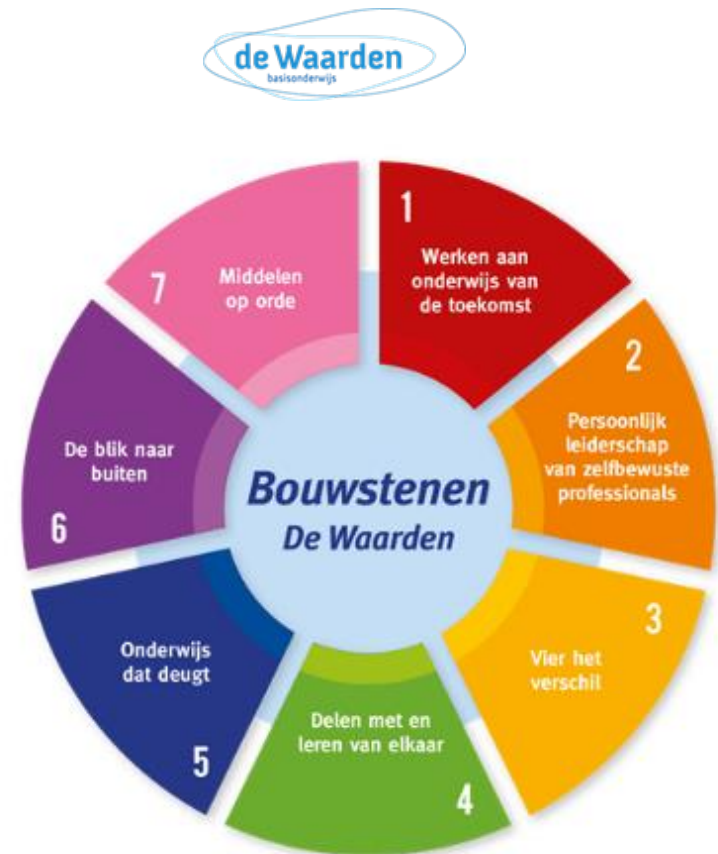 de Waarden
basisonderwijs
1
Werken aan
onderwijs van
de toekomst
2
Persoonlijk
leiderschap
van zelfbewuste
professionals
3
Vier het
verschil
4
Delen met en
leren van elkaar
5
Onderwijs
dat deugt
6
De blik naar
buiten
7
Middelen
op orde
Bouwstenen
De Waarden